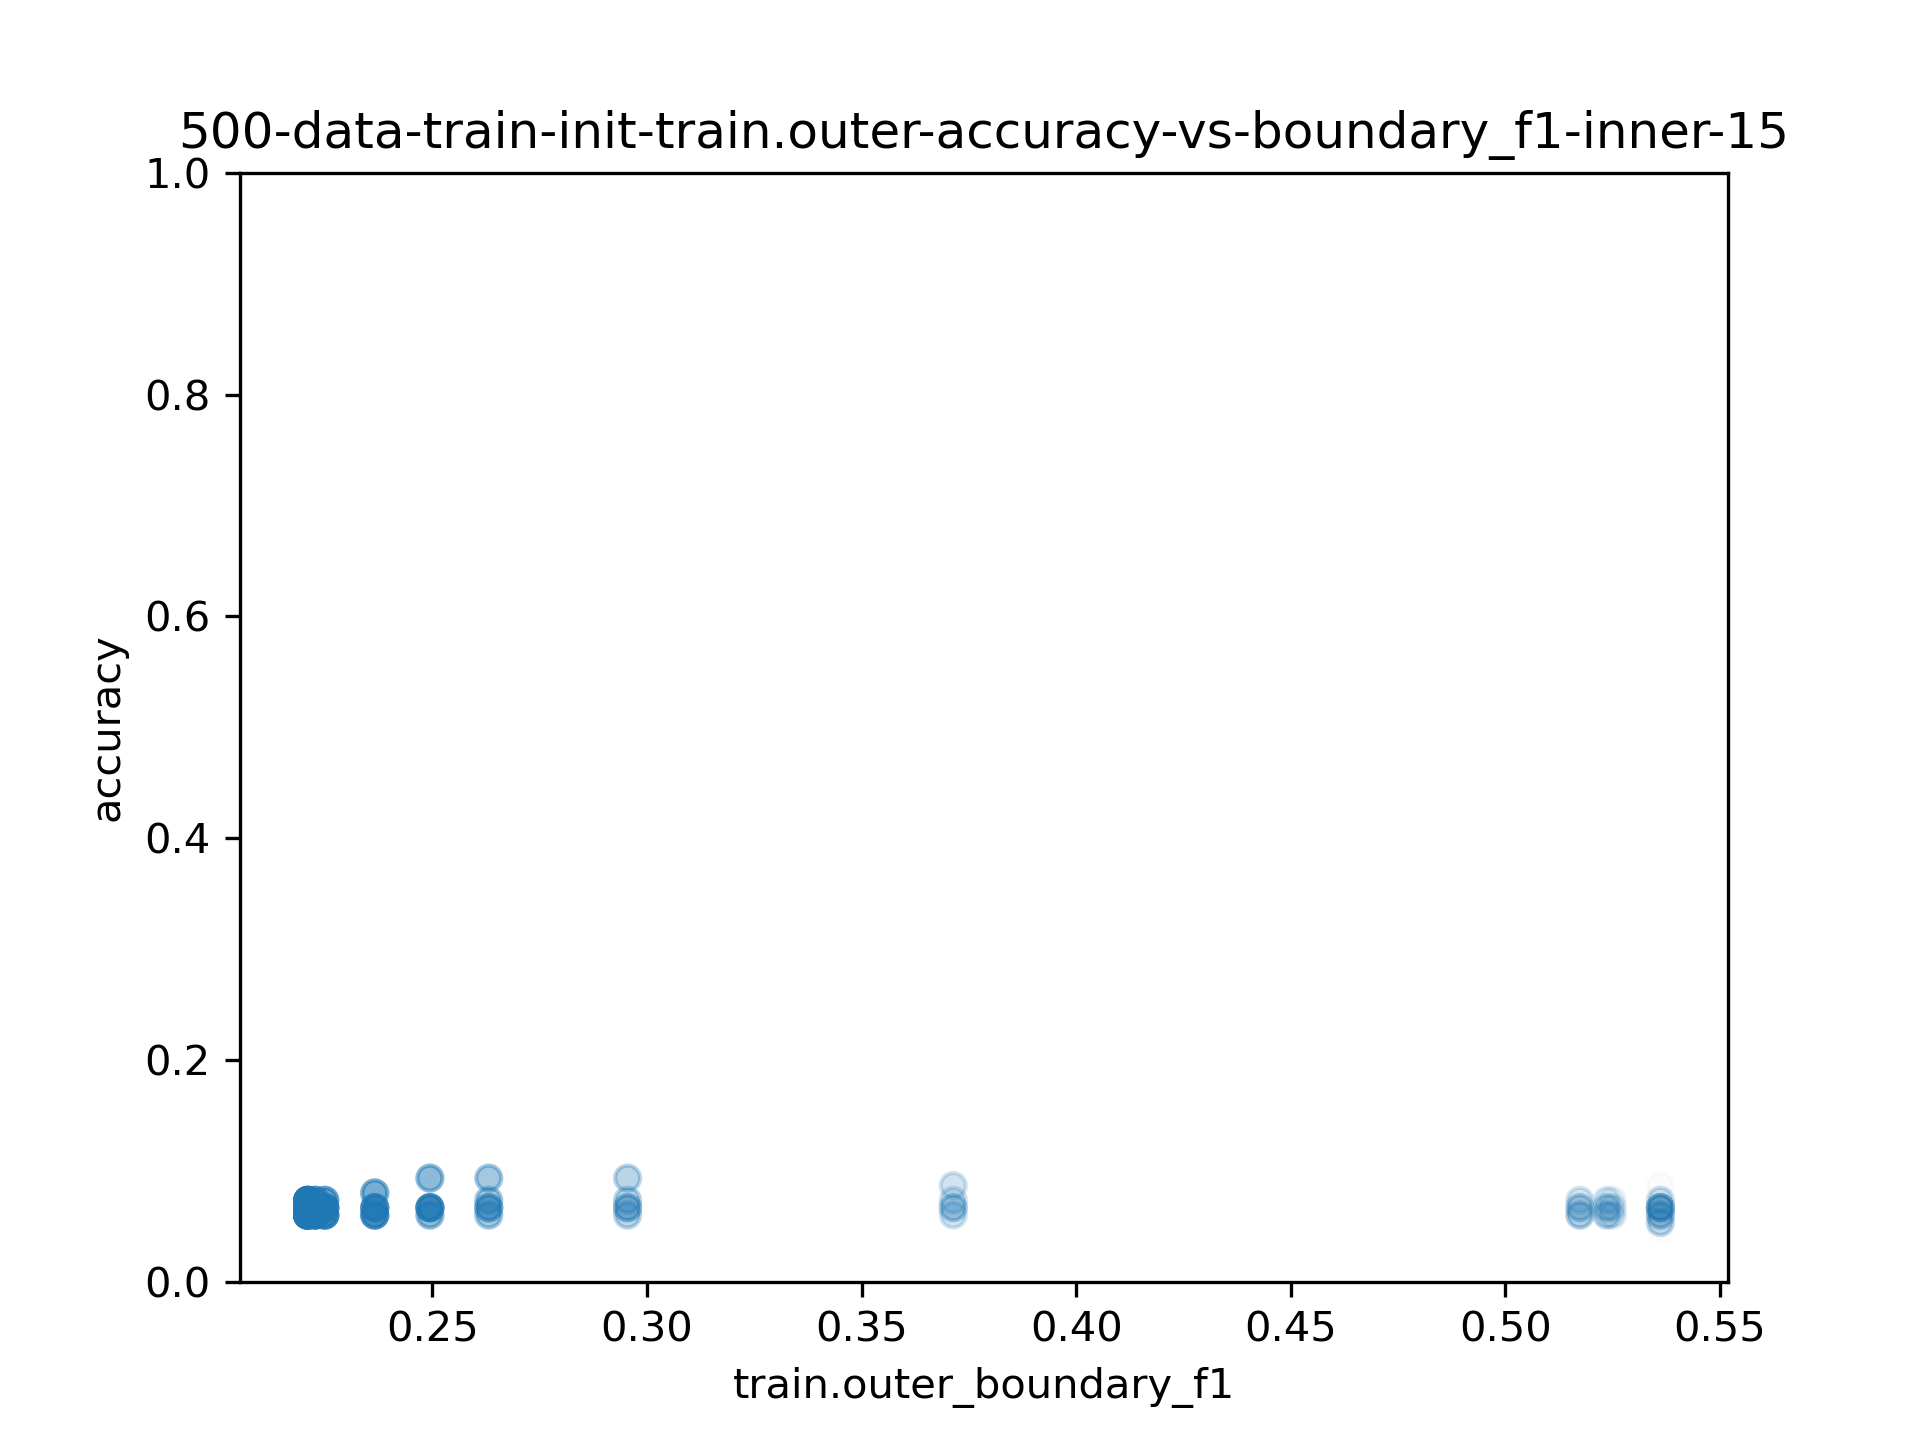 500-data-train-init-train.outer-accuracy-vs-boundary_f1-inner-15
1.0
0.8
0.6
0.4
0.2
0.0
accuracy
0.25 0.30 0.35 0.40 0.45 0.50 0.55
train.outer_boundary_f1